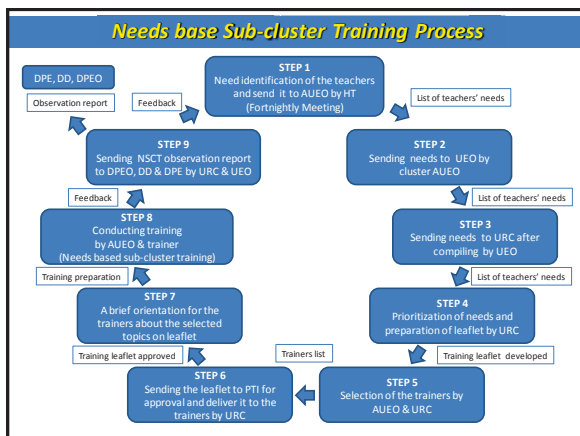 Needs base Sub-cluster Training Process
STEP 1
Need identification of the teachers
and send it to AUEO by HT
(Fortnightly Meeting)
List of teachers' needs
STEP 2
Sending needs to UEO by
cluster AUEO
List of teachers' needs
STEP 3
Sending needs to URC after
compiling by UEO
List of teachers' needs
STEP 4
Prioritization of needs and
preparation of leaflet by URC
Training leaflet developed
STEP 5
Selection of the trainers by
AUEO & URC
Trainers list
STEP 6
Sending the leaflet to PTI for
approval and deliver it to the
trainers by URC
Training leaflet approved
STEP 7
A brief orientation for the
trainers about the selected
topics on leaflet
Training preparation
STEP 8
Conducting training
by AUEO & trainer
(Needs based sub-cluster training)
Feedback
STEP 9
Sending NSCT observation report
to DPEO, DD & DPE by URC & UEO
Feedback
Observation report
DPE, DD, DPEO